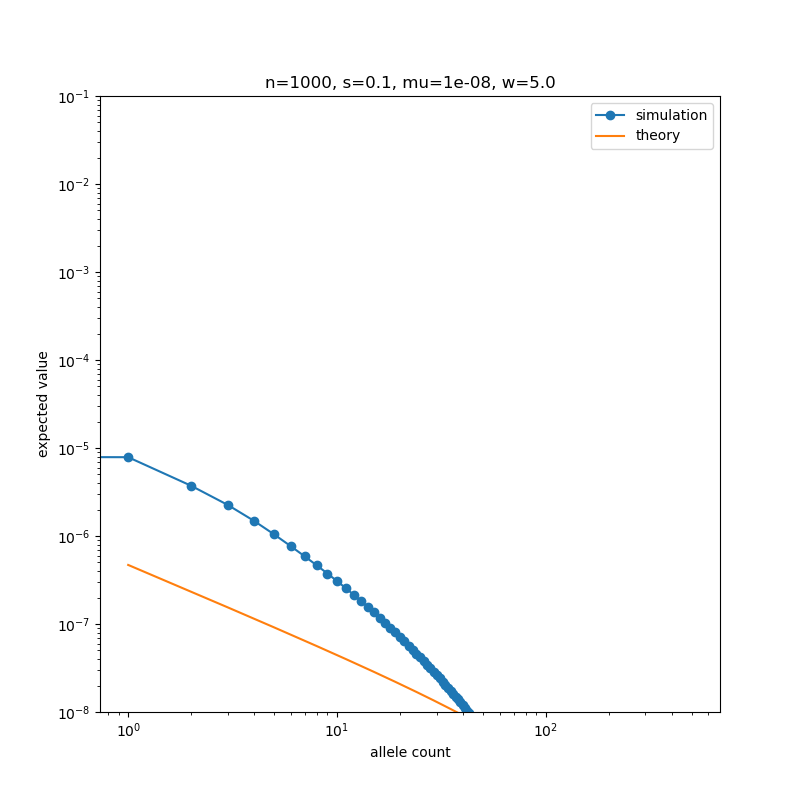 n=1000, s=0.1, mu=1e-08, w=5.0
simulation
theory
10⁻¹
10⁻²
10⁻³
10⁻⁴
10⁻⁵
10⁻⁶
10⁻⁷
10⁻⁸
expected value
10⁰ 10¹ 10²
allele count